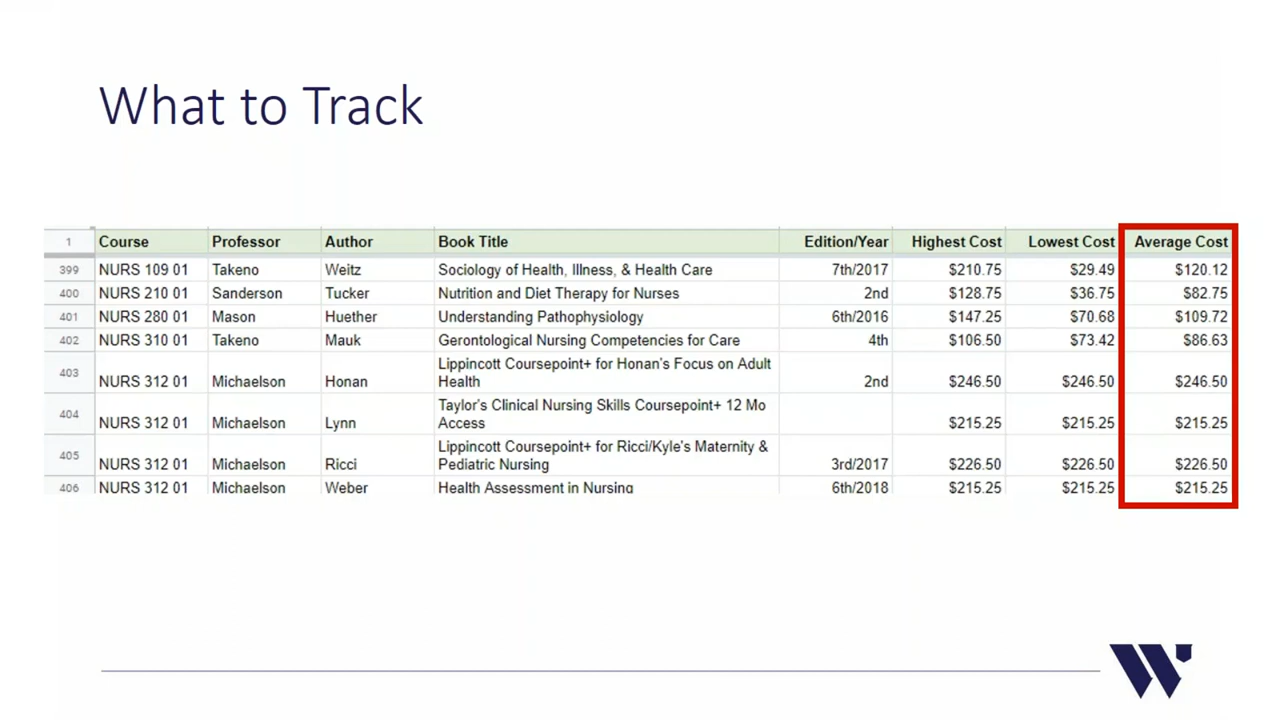 What to Track
1 Course Professor Author Book Title Edition/Year Highest Cost Lowest Cost Average Cost
399 NURS 109 01 Takeno Weitz Sociology of Health, Illness, & Health Care 7th/2017 $210.75 $29.49 $120.12
400 NURS 210 01 Sanderson Tucker Nutrition and Diet Therapy for Nurses 2nd $128.75 $36.75 $82.75
401 NURS 280 01 Mason Huether Understanding Pathophysiology 6th/2016 $147.25 $70.68 $109.72
402 NURS 310 01 Takeno Mauk Gerontological Nursing Competencies for Care 4th $106.50 $73.42 $86.63
Lippincott Coursepoint+ for Honan's Focus on Adult
403 NURS 312 01 Michaelson Honan Health 2nd $246.50 $246.50 $246.50
Taylor's Clinical Nursing Skills Coursepoint+ 12 Mo
404 NURS 312 01 Michaelson Lynn Access $215.25 $215.25 $215.25
Lippincott Coursepoint+ for Ricci/Kyle's Maternity &
405 NURS 312 01 Michaelson Ricci Pediatric Nursing 3rd/2017 $226.50 $226.50 $226.50
406 NURS 312 01 Michaelson Weber Health Assessment in Nursing 6th/2018 $215.25 $215.25 $215.25